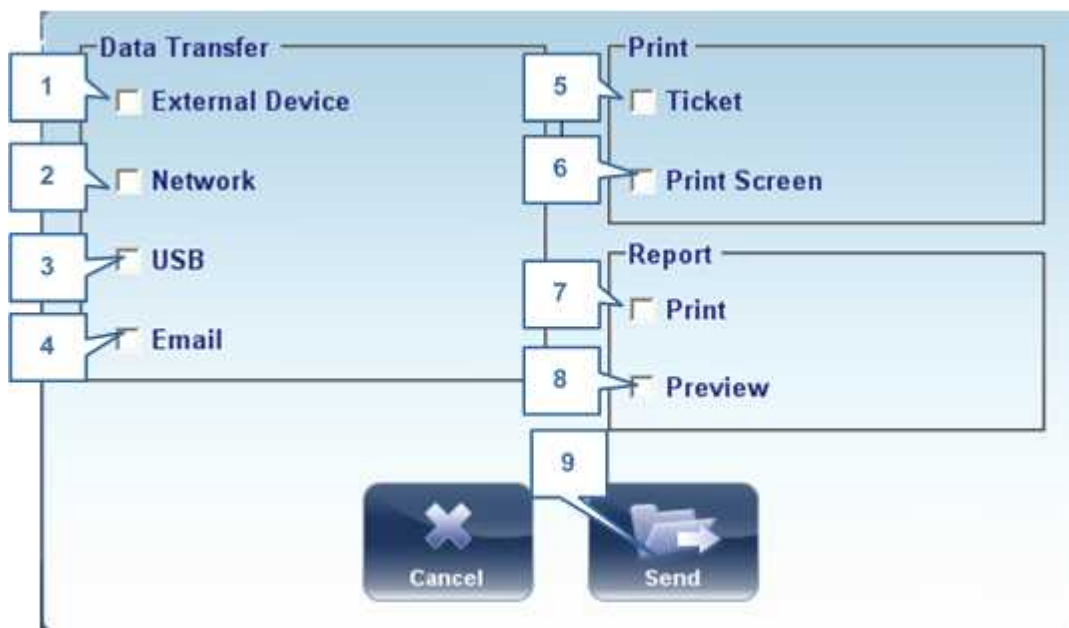 Data Transfer
1
External Device
2
Network
3
USB
4
Email
Print
5
Ticket
6
Print Screen
Report
7
Print
8
Preview
9
Cancel
Send